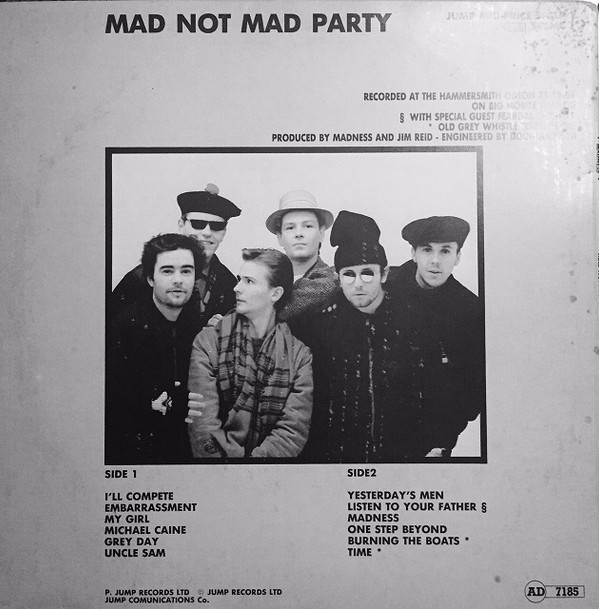 MAD NOT MAD PARTY
JUMP
RECORDED AT THE HAMMERSMITH ODEON
ON BIG
§ WITH SPECIAL GUEST
* OLD GREY WHISTLE
PRODUCED BY MADNESS AND JIM REID - ENGINEERED BY
SIDE 1
I'LL COMPETE
EMBARRASSMENT
MY GIRL
MICHAEL CAINE
GREY DAY
UNCLE SAM
SIDE2
YESTERDAY'S MEN
LISTEN TO YOUR FATHER §
MADNESS
ONE STEP BEYOND
BURNING THE BOATS *
TIME *
P. JUMP RECORDS LTD © JUMP RECORDS LTD
JUMP COMUNICATIONS Co.
AD 7185